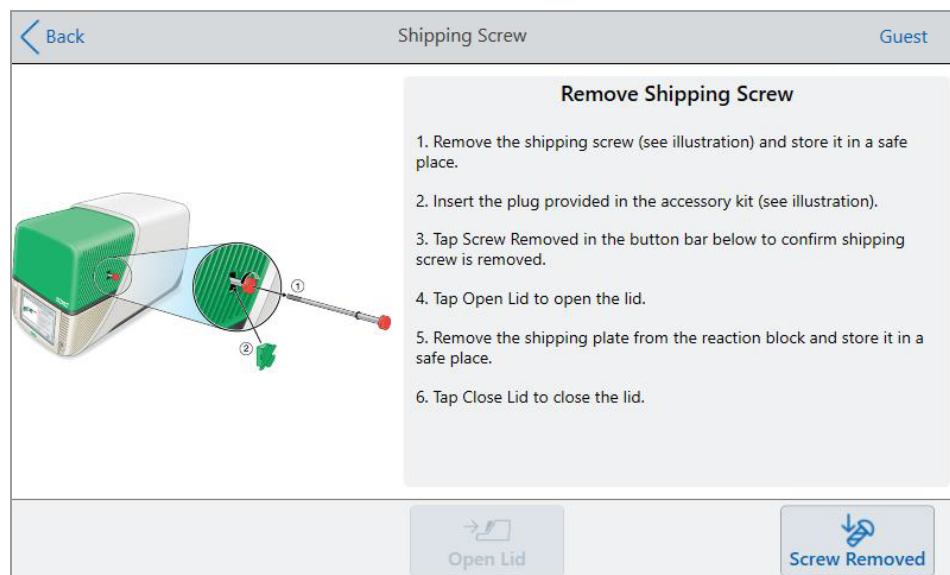 Back
Shipping Screw
Guest
Remove Shipping Screw
1. Remove the shipping screw (see illustration) and store it in a safe
place.
2. Insert the plug provided in the accessory kit (see illustration).
3. Tap Screw Removed in the button bar below to confirm shipping
screw is removed.
4. Tap Open Lid to open the lid.
5. Remove the shipping plate from the reaction block and store it in a
safe place.
6. Tap Close Lid to close the lid.
1
2
Open Lid
Screw Removed